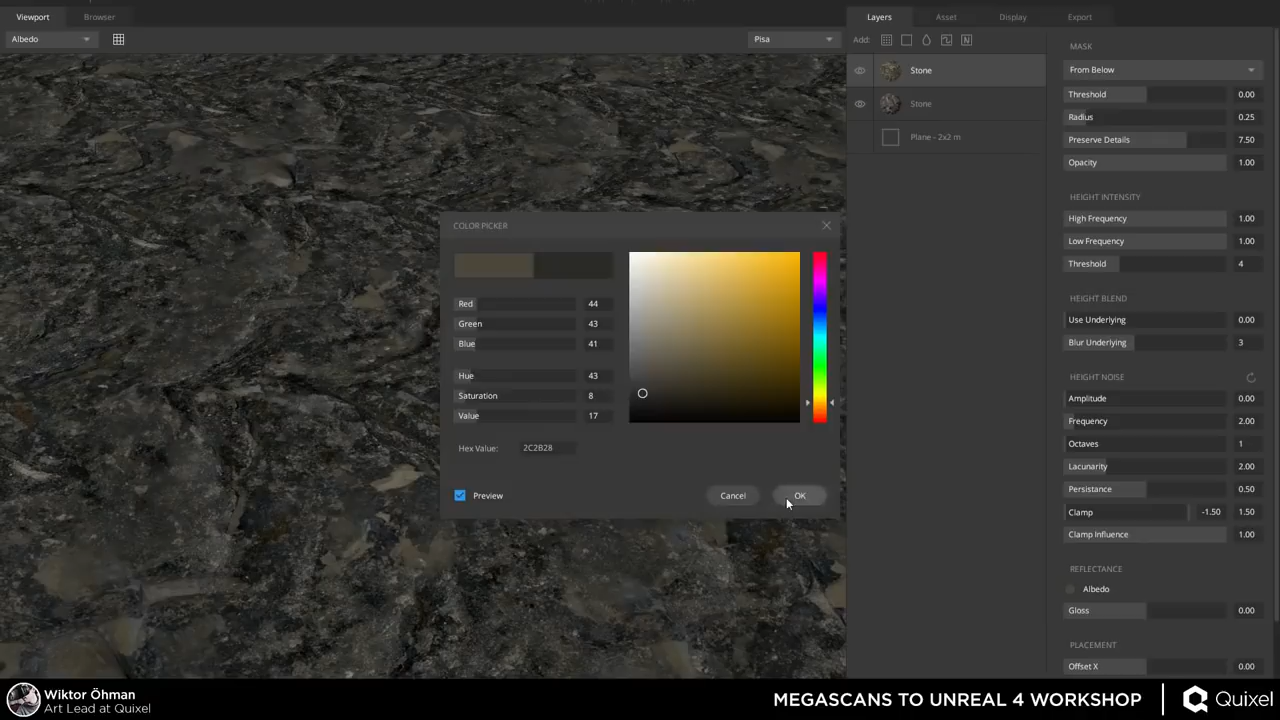 Viewport Browser
Albedo
Pisa
Layers Asset Display Export
Add:
Stone
Stone
Plane - 2x2 m
MASK
From Below
Threshold 0.00
Radius 0.25
Preserve Details 7.50
Opacity 1.00
HEIGHT INTENSITY
High Frequency 1.00
Low Frequency 1.00
Threshold 4
HEIGHT BLEND
Use Underlying 0.00
Blur Underlying 3
HEIGHT NOISE
Amplitude 0.00
Frequency 2.00
Octaves 1
Lacunarity 2.00
Persistance 0.50
Clamp -1.50 1.50
Clamp Influence 1.00
REFLECTANCE
Albedo
Gloss 0.00
PLACEMENT
Offset X 0.00
COLOR PICKER
Red 44
Green 43
Blue 41
Hue 43
Saturation 8
Value 17
Hex Value: 2C2B28
Preview
Cancel OK
Wiktor Öhman
Art Lead at Quixel
MEGASCANS TO UNREAL 4 WORKSHOP
Quixel